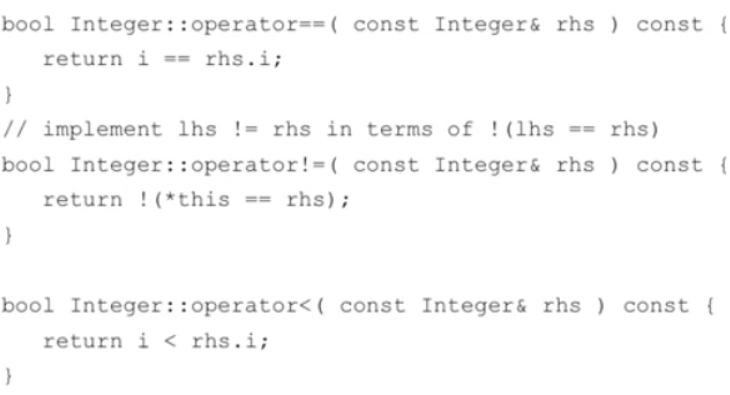 bool Integer::operator==( const Integer& rhs ) const {
   return i == rhs.i;
}
// implement lhs != rhs in terms of !(lhs == rhs)
bool Integer::operator!=( const Integer& rhs ) const {
   return !(*this == rhs);
}

bool Integer::operator<( const Integer& rhs ) const {
   return i < rhs.i;
}